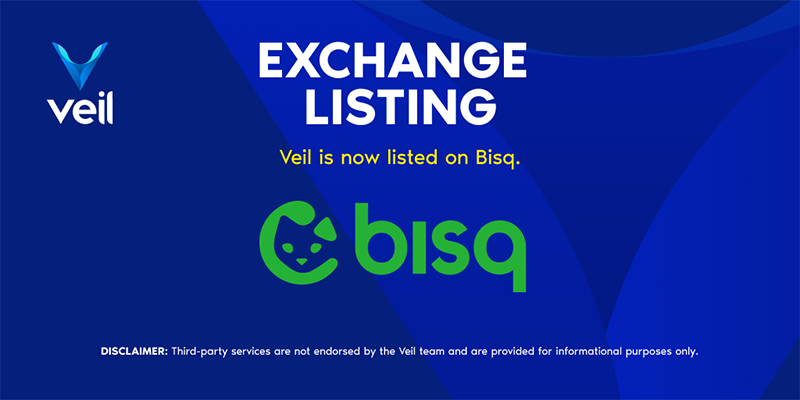 veil
EXCHANGE
LISTING
Veil is now listed on Bisq.
bisq
DISCLAIMER: Third-party services are not endorsed by the Veil team and are provided for informational purposes only.